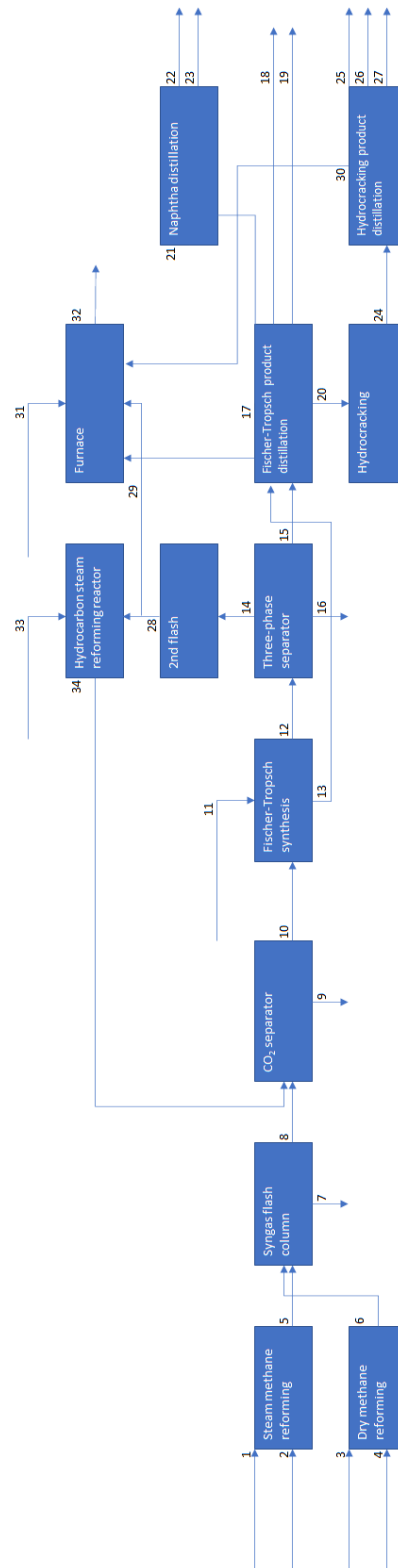 33
31
34
Hydrocarbon steam
reforming reactor
Furnace
32
29
28
2nd flash
21
Naphtha distillation
22
23
11
14
17
1
2
Steam methane
reforming
5
Syngas flash
column
8
CO₂ separator
10
Fischer-Tropsch
synthesis
12
Three-phase
separator
15
Fischer-Tropsch product
distillation
18
19
7
9
13
16
20
30
3
4
Dry methane
reforming
6
Hydrocracking
24
Hydrocracking product
distillation
25
26
27